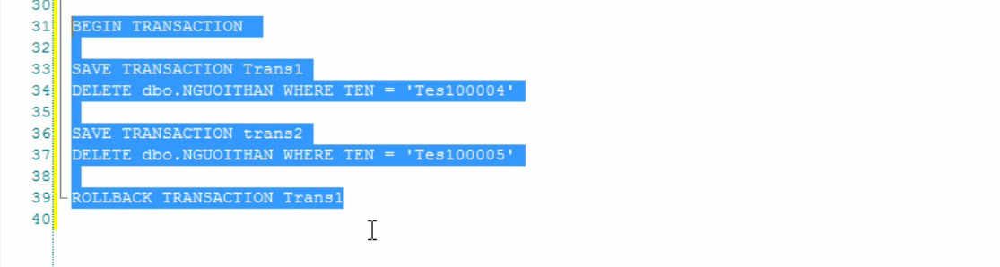 30
31 BEGIN TRANSACTION
32
33 SAVE TRANSACTION Trans1
34 DELETE dbo.NGUOITHAN WHERE TEN = 'Tes100004'
35
36 SAVE TRANSACTION trans2
37 DELETE dbo.NGUOITHAN WHERE TEN = 'Tes100005'
38
39 ROLLBACK TRANSACTION Trans1
40